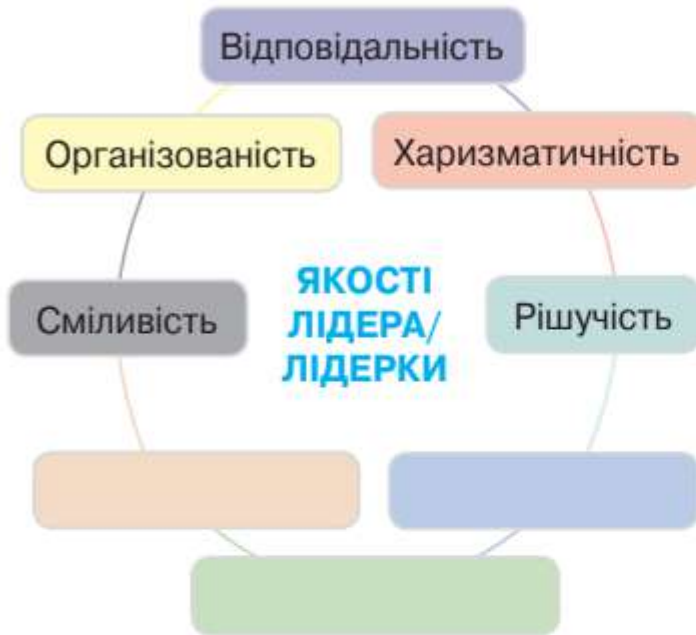 Відповідальність
Організованість
Харизматичність
Сміливість
ЯКОСТІ
ЛІДЕРА/
ЛІДЕРКИ
Рішучість